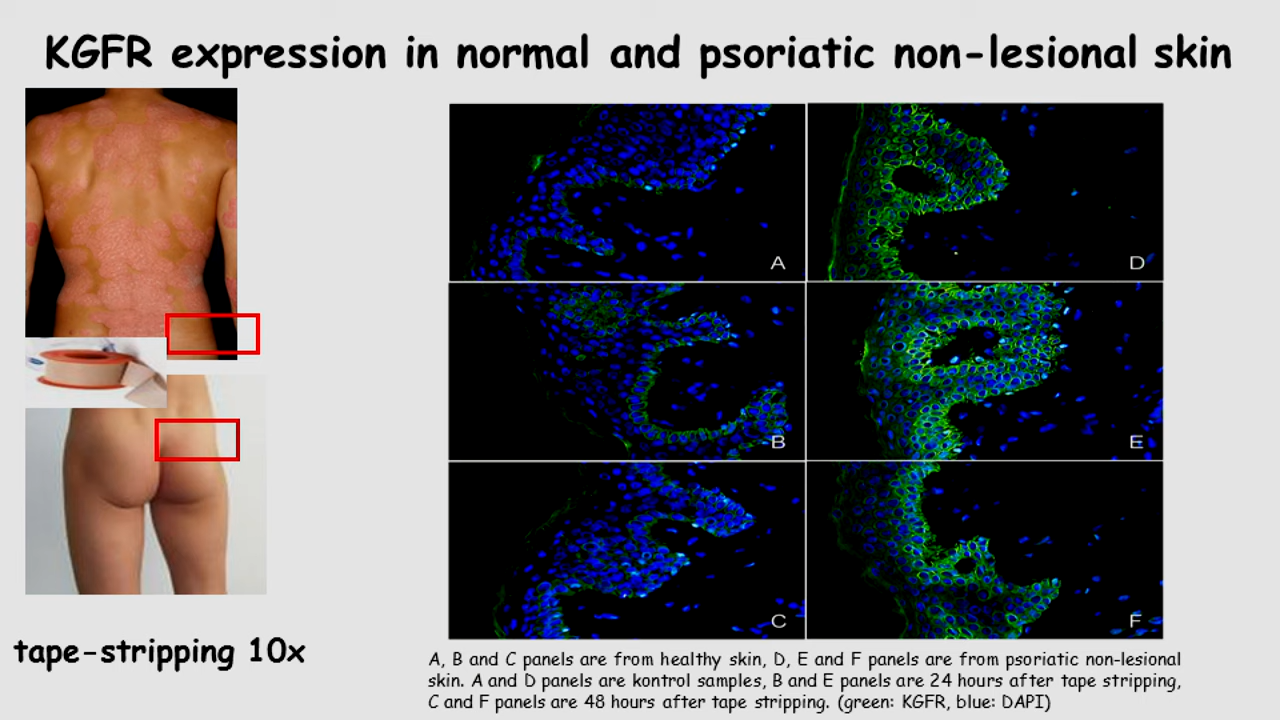 KGFR expression in normal and psoriatic non-lesional skin
A
D
B
E
C
F
tape-stripping 10x
A, B and C panels are from healthy skin, D, E and F panels are from psoriatic non-lesional
skin. A and D panels are kontrol samples, B and E panels are 24 hours after tape stripping,
C and F panels are 48 hours after tape stripping. (green: KGFR, blue: DAPI)